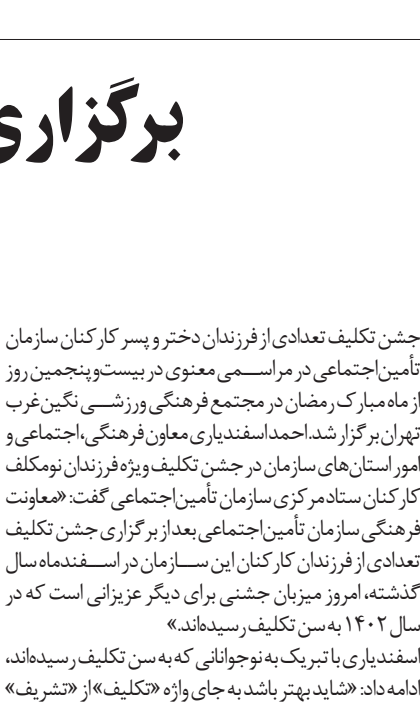 برگزاری
جشن تکلیف تعدادی از فرزندان دختر و پسر کارکنان سازمان
تأمین‌اجتماعی در مراســـمی معنوی در بیست‌وپنجمین روز
از ماه مبارک رمضان در مجتمع فرهنگی ورزشـــی نگین‌غرب
تهران برگزار شد. احمد اسفندیاری معاون فرهنگی، اجتماعی و
امور استان‌های سازمان در جشن تکلیف ویژه فرزندان نومکلف
کارکنان ستاد مرکزی سازمان تأمین‌اجتماعی گفت: «معاونت
فرهنگی سازمان تأمین‌اجتماعی بعد از برگزاری جشن تکلیف
تعدادی از فرزندان کارکنان این ســـازمان در اســـفندماه سال
گذشته، امروز میزبان جشنی برای دیگر عزیزانی است که در
سال ۱۴۰۲ به سن تکلیف رسیده‌اند.»
اسفندیاری با تبریک به نوجوانانی که به سن تکلیف رسیده‌اند،
ادامه داد: «شاید بهتر باشد به جای واژه «تکلیف» از «تشریف»